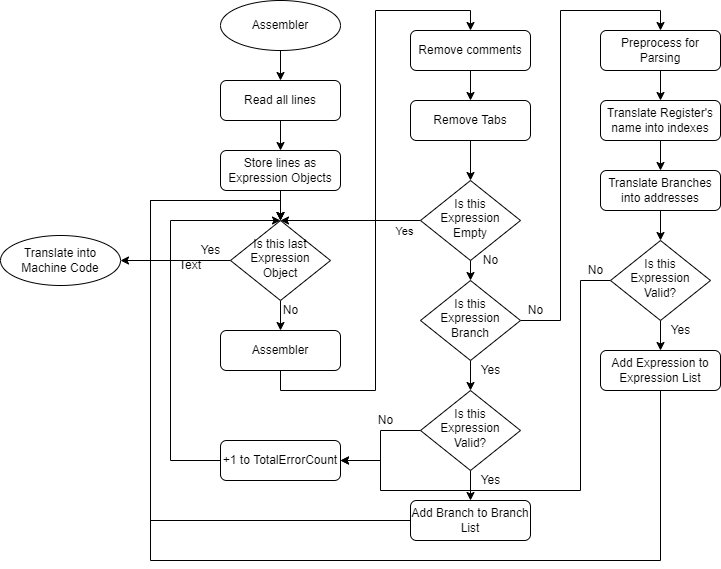 Assembler
Read all lines
Store lines as
Expression Objects
Is this last
Expression
Object
Yes
Text
Translate into
Machine Code
No
Assembler
+1 to TotalErrorCount
Remove comments
Remove Tabs
Is this
Expression
Empty
Yes
No
Is this
Expression
Branch
No
Yes
Is this
Expression
Valid?
No
Yes
Add Branch to Branch
List
Preprocess for
Parsing
Translate Register's
name into indexes
Translate Branches
into addresses
Is this
Expression
Valid?
No
Yes
Add Expression to
Expression List